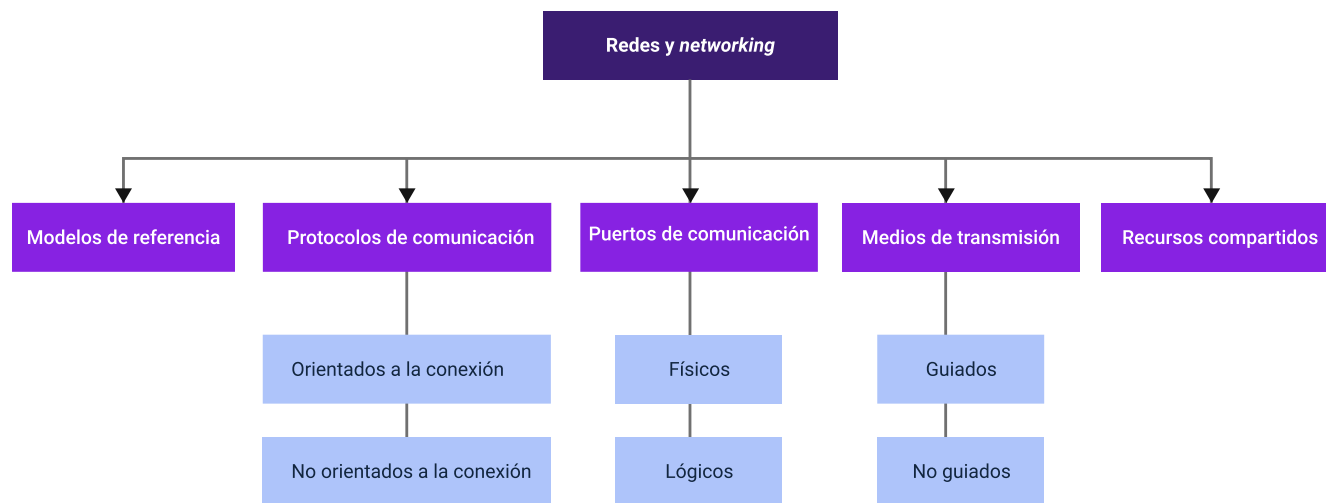 Redes y networking
Modelos de referencia
Protocolos de comunicación
Puertos de comunicación
Medios de transmisión
Recursos compartidos
Orientados a la conexión
Físicos
Guiados
No orientados a la conexión
Lógicos
No guiados